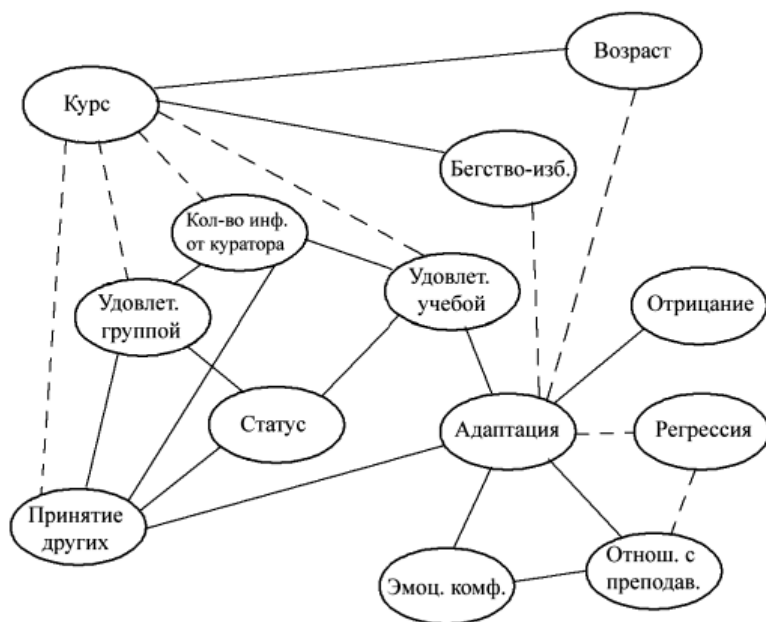 Возраст
Курс
Бегство-изб.
Кол-во инф.
от куратора
Удовлет.
учебой
Удовлет.
группой
Отрицание
Статус
Адаптация
Регрессия
Принятие
других
Отнош. с
преподав.
Эмоц. комф.